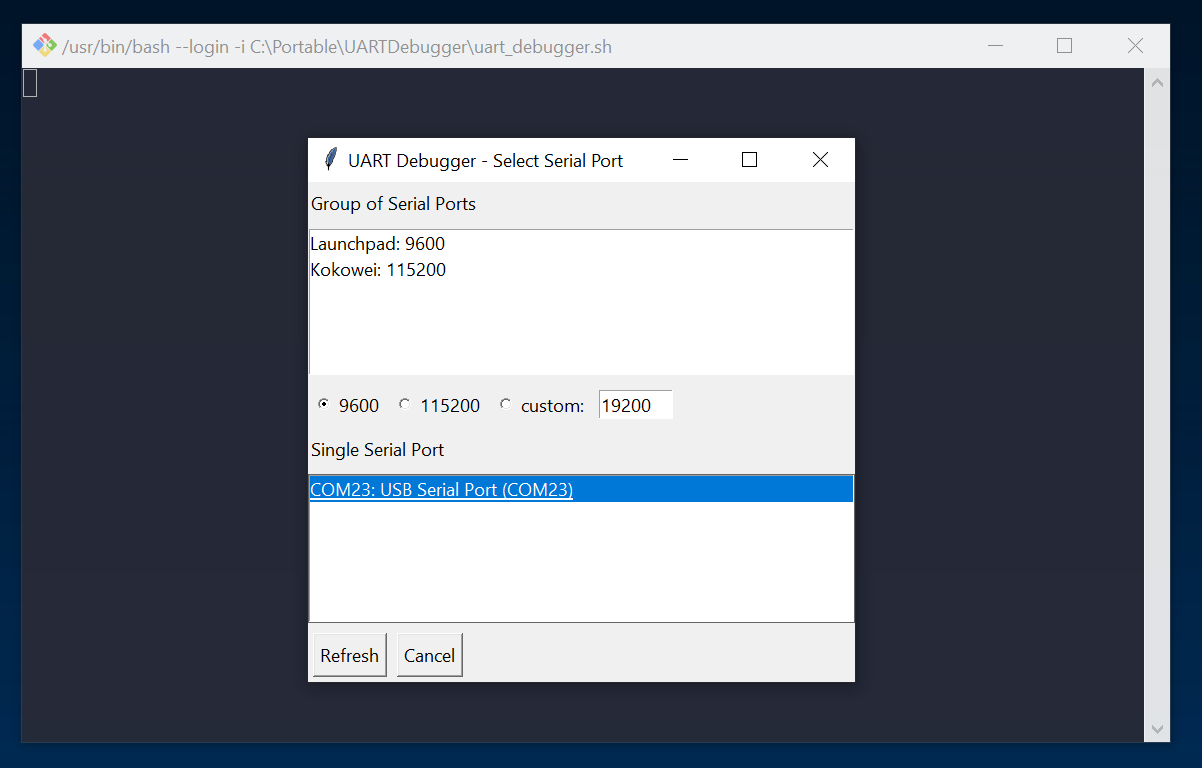 /usr/bin/bash --login -i C:\Portable\UARTDebugger\uart_debugger.sh
UART Debugger - Select Serial Port
Group of Serial Ports
Launchpad: 9600
Kokowei: 115200
9600 115200 custom: 19200
Single Serial Port
COM23: USB Serial Port (COM23)
Refresh Cancel